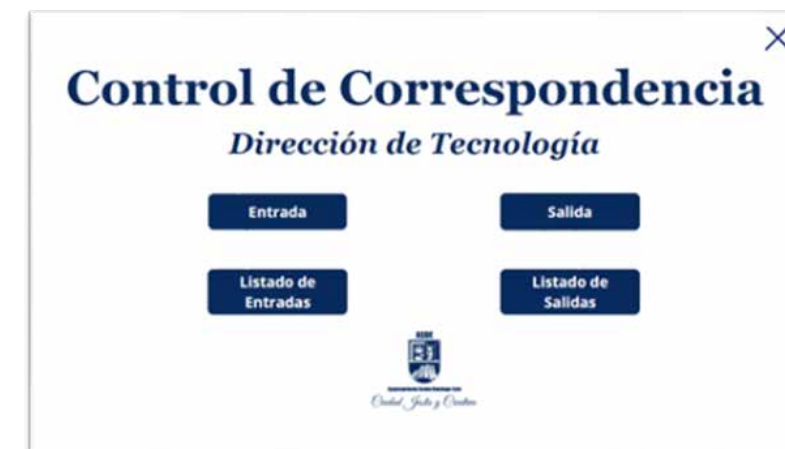 Control de Correspondencia
Dirección de Tecnología
Entrada
Salida
Listado de
Entradas
Listado de
Salidas
Ciudad Justa y Creativa